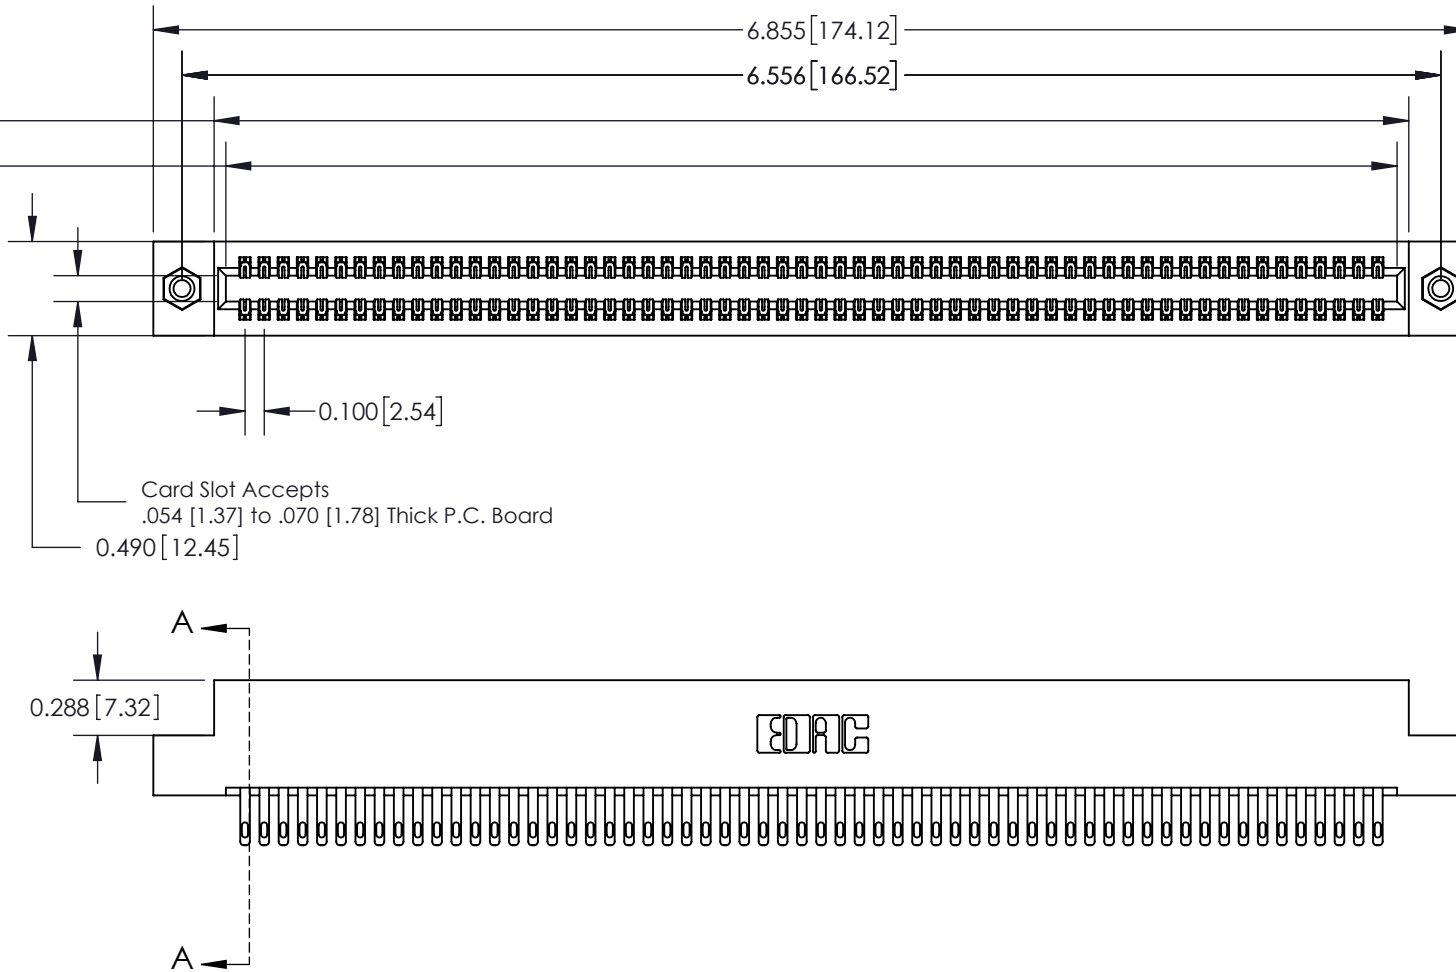 6.855[174.12]
6.556[166.52]
0.100[2.54]
Card Slot Accepts
.054 [1.37] to .070 [1.78] Thick P.C. Board
0.490[12.45]
A
0.288[7.32]
EDAC
A